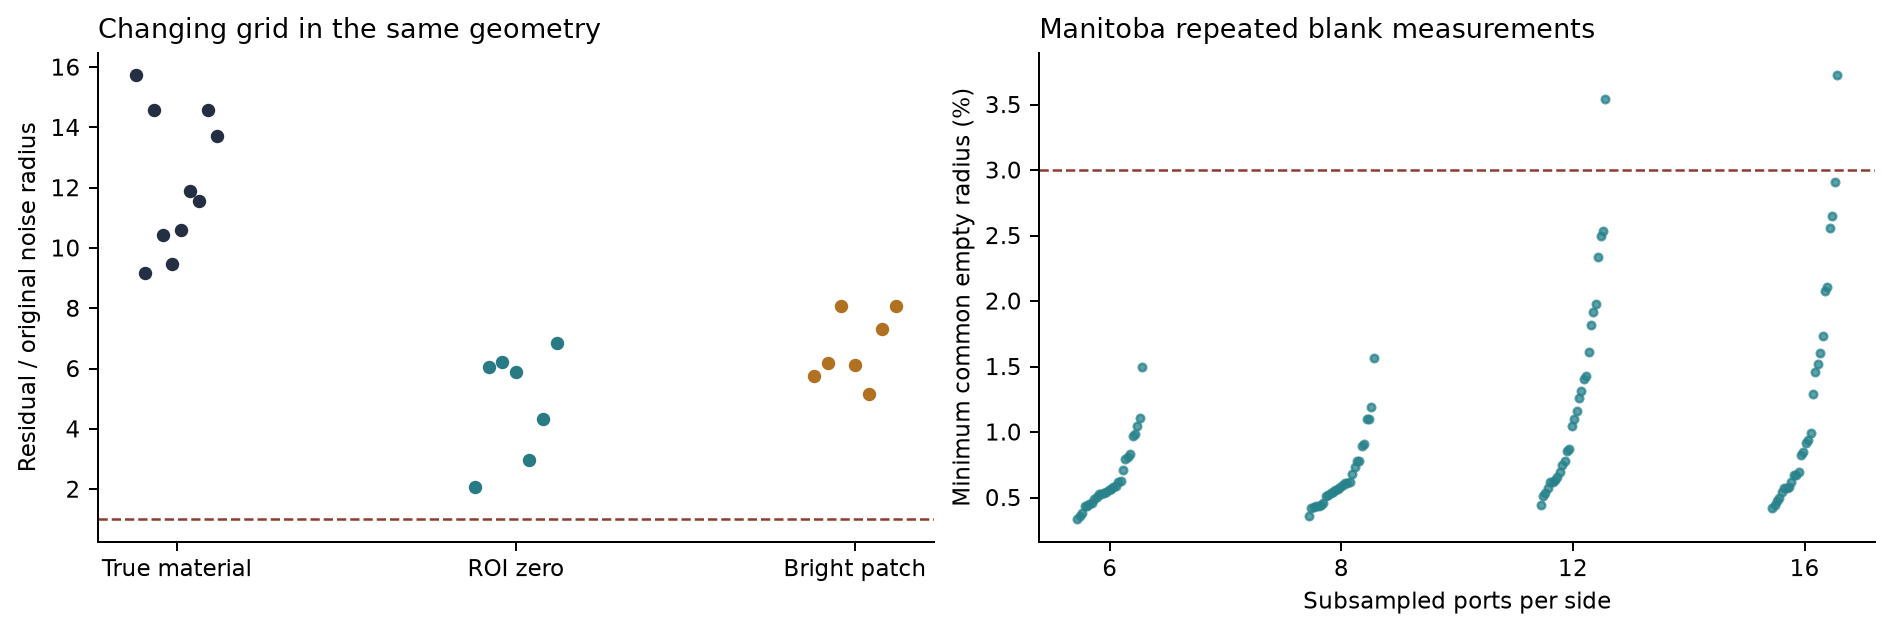 Changing grid in the same geometry
Residual / original noise radius
16
14
12
10
8
6
4
2
True material
ROI zero
Bright patch
Manitoba repeated blank measurements
Minimum common empty radius (%)
3.5
3.0
2.5
2.0
1.5
1.0
0.5
6
8
12
16
Subsampled ports per side